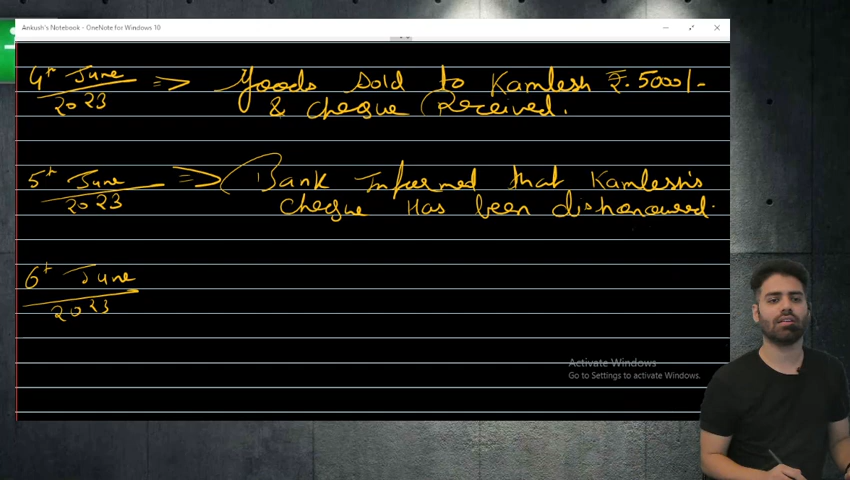 Ankush's Notebook - OneNote for Windows 10
4th June
2023
=> Goods Sold to Kamlesh ₹. 5000/-
& Cheque Received.
5th June
2023
=> Bank Informed that Kamlesh's
Cheque Has been dishonoured.
6th June
2023
Activate Windows
Go to Settings to activate Windows.